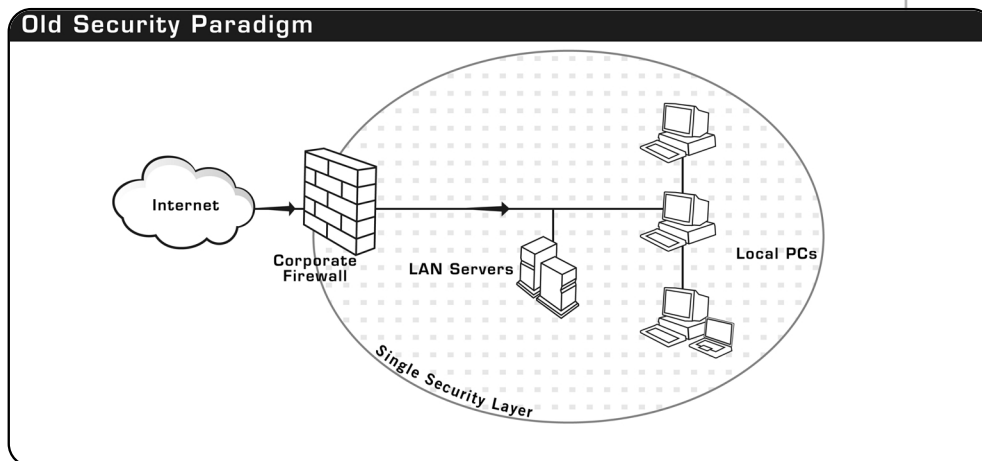 Old Security Paradigm
Internet
Corporate
Firewall
LAN Servers
Local PCs
Single Security Layer